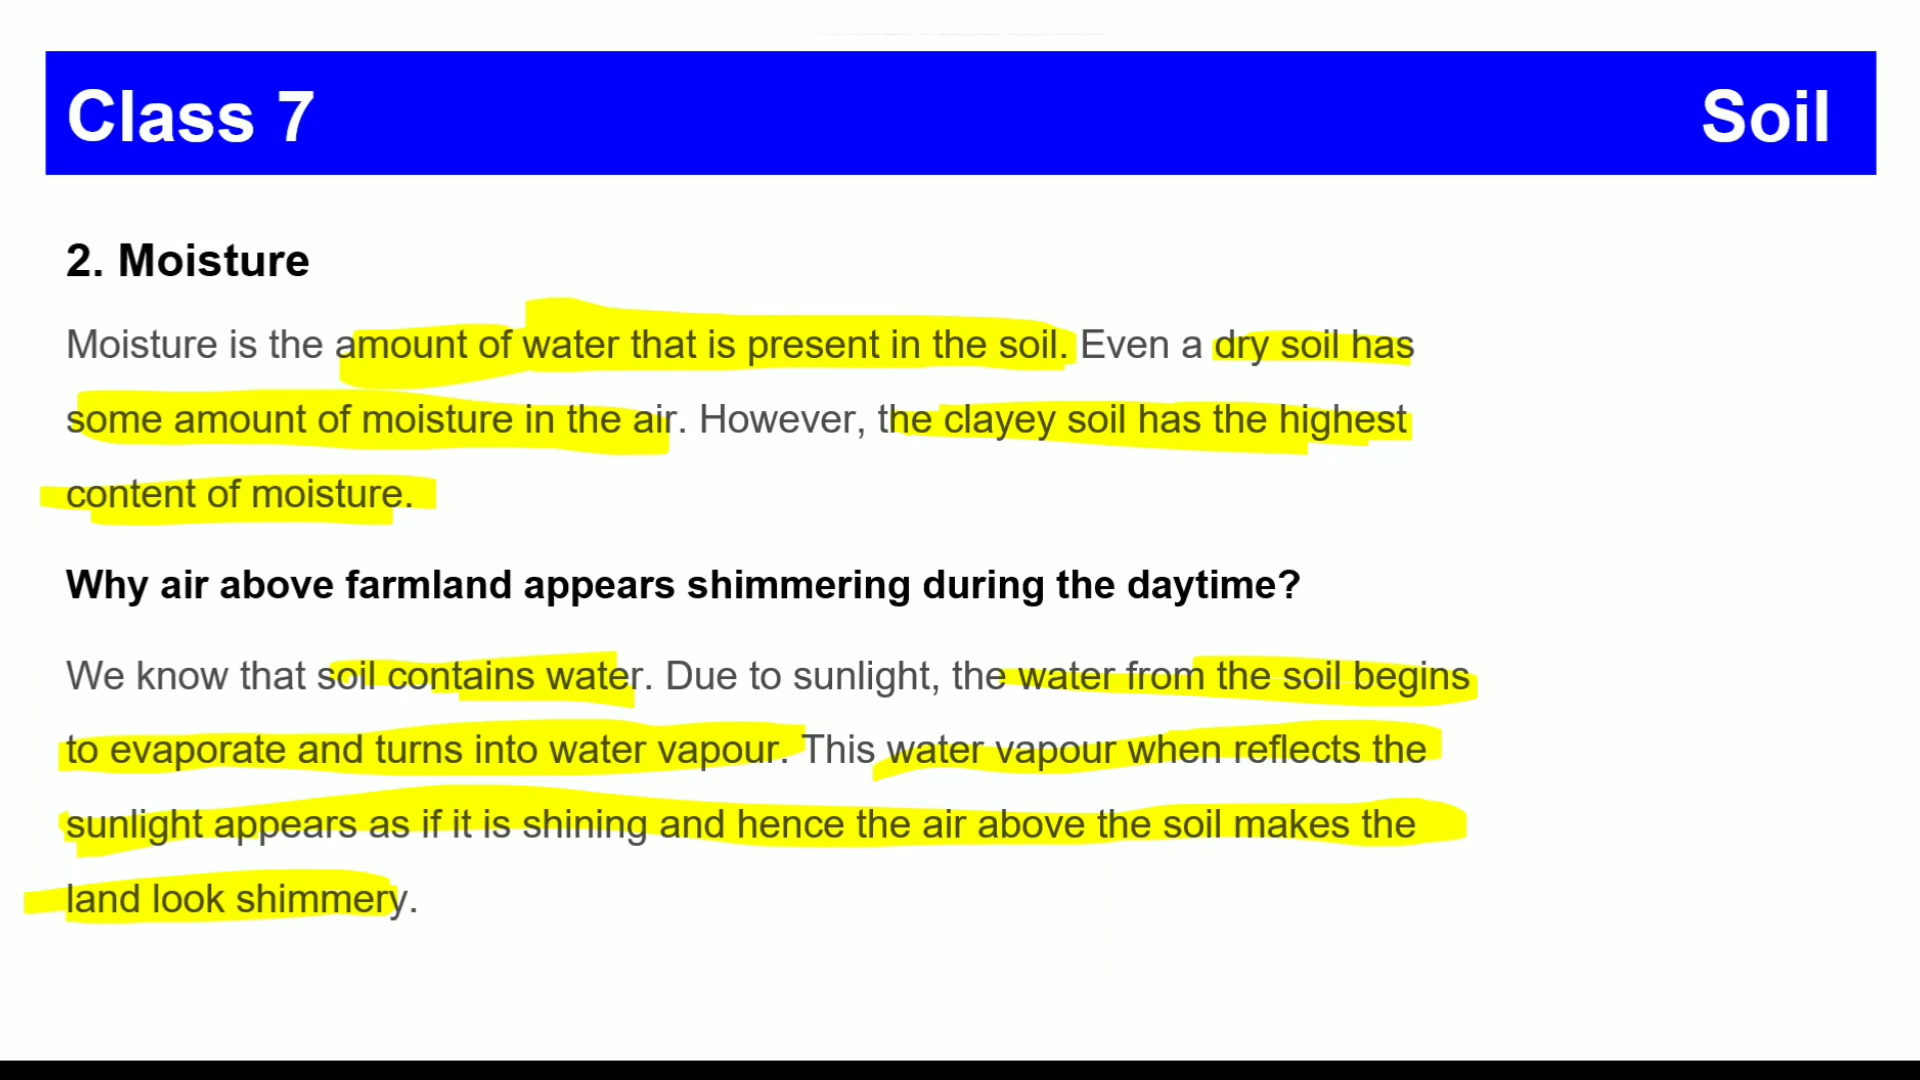 Class 7 Soil
2. Moisture
Moisture is the amount of water that is present in the soil. Even a dry soil has
some amount of moisture in the air. However, the clayey soil has the highest
content of moisture.
Why air above farmland appears shimmering during the daytime?
We know that soil contains water. Due to sunlight, the water from the soil begins
to evaporate and turns into water vapour. This water vapour when reflects the
sunlight appears as if it is shining and hence the air above the soil makes the
land look shimmery.